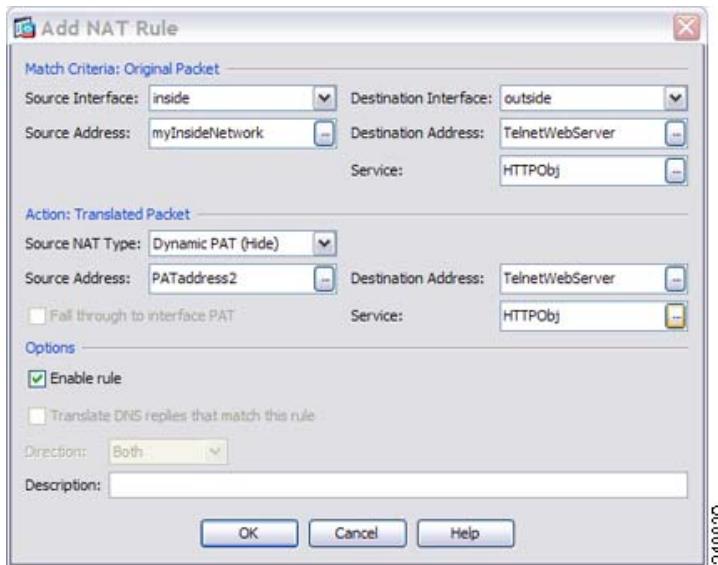 Add NAT Rule
Match Criteria: Original Packet
Source Interface: inside Destination Interface: outside
Source Address: myInsideNetwork ... Destination Address: TelnetWebServer ...
Service: HTTPObj ...
Action: Translated Packet
Source NAT Type: Dynamic PAT (Hide)
Source Address: PATaddress2 ... Destination Address: TelnetWebServer ...
Fall through to interface PAT Service: HTTPObj ...
Options
Enable rule
Translate DNS replies that match this rule
Direction: Both
Description:
OK Cancel Help